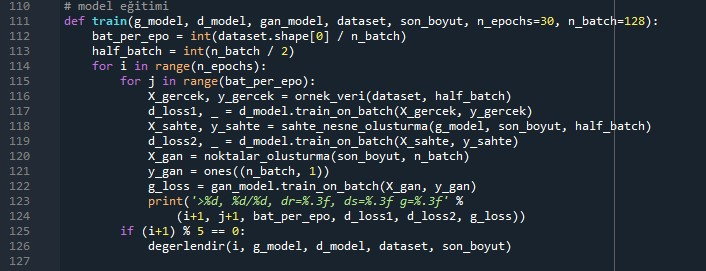 110 # model eğitimi
111 def train(g_model, d_model, gan_model, dataset, son_boyut, n_epochs=30, n_batch=128):
112     bat_per_epo = int(dataset.shape[0] / n_batch)
113     half_batch = int(n_batch / 2)
114     for i in range(n_epochs):
115         for j in range(bat_per_epo):
116             X_gercek, y_gercek = ornek_veri(dataset, half_batch)
117             d_loss1, _ = d_model.train_on_batch(X_gercek, y_gercek)
118             X_sahte, y_sahte = sahte_nesne_olusturma(g_model, son_boyut, half_batch)
119             d_loss2, _ = d_model.train_on_batch(X_sahte, y_sahte)
120             X_gan = noktalar_olusturma(son_boyut, n_batch)
121             y_gan = ones((n_batch, 1))
122             g_loss = gan_model.train_on_batch(X_gan, y_gan)
123             print('>%d, %d/%d, dr=%.3f, ds=%.3f g=%.3f' %
124                 (i+1, j+1, bat_per_epo, d_loss1, d_loss2, g_loss))
125         if (i+1) % 5 == 0:
126             degerlendir(i, g_model, d_model, dataset, son_boyut)
127